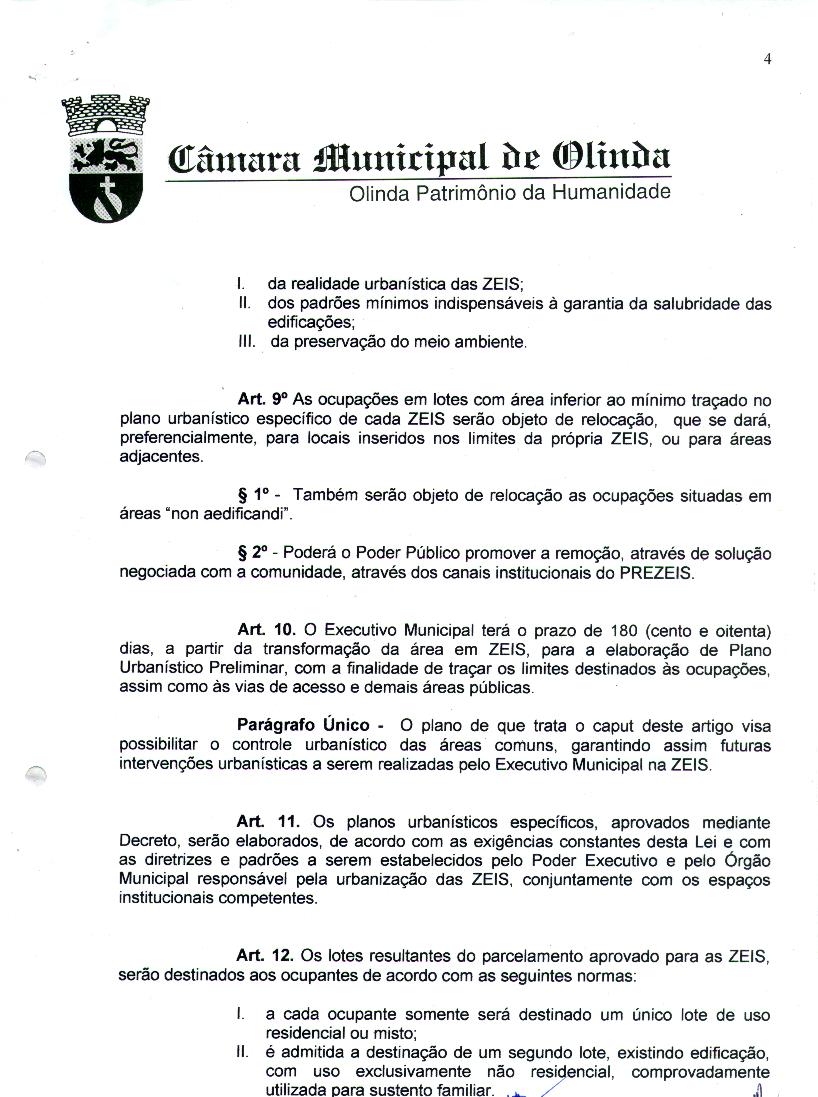 4
Câmara Municipal de Olinda
Olinda Patrimônio da Humanidade
I. da realidade urbanística das ZEIS;
II. dos padrões mínimos indispensáveis à garantia da salubridade das
edificações;
III. da preservação do meio ambiente.
Art. 9º As ocupações em lotes com área inferior ao mínimo traçado no
plano urbanístico específico de cada ZEIS serão objeto de relocação, que se dará,
preferencialmente, para locais inseridos nos limites da própria ZEIS, ou para áreas
adjacentes.
§ 1º - Também serão objeto de relocação as ocupações situadas em
áreas “non aedificandi”.
§ 2º - Poderá o Poder Público promover a remoção, através de solução
negociada com a comunidade, através dos canais institucionais do PREZEIS.
Art. 10. O Executivo Municipal terá o prazo de 180 (cento e oitenta)
dias, a partir da transformação da área em ZEIS, para a elaboração de Plano
Urbanístico Preliminar, com a finalidade de traçar os limites destinados às ocupações,
assim como às vias de acesso e demais áreas públicas.
Parágrafo Único - O plano de que trata o caput deste artigo visa
possibilitar o controle urbanístico das áreas comuns, garantindo assim futuras
intervenções urbanísticas a serem realizadas pelo Executivo Municipal na ZEIS.
Art. 11. Os planos urbanísticos específicos, aprovados mediante
Decreto, serão elaborados, de acordo com as exigências constantes desta Lei e com
as diretrizes e padrões a serem estabelecidos pelo Poder Executivo e pelo Órgão
Municipal responsável pela urbanização das ZEIS, conjuntamente com os espaços
institucionais competentes.
Art. 12. Os lotes resultantes do parcelamento aprovado para as ZEIS,
serão destinados aos ocupantes de acordo com as seguintes normas:
I. a cada ocupante somente será destinado um único lote de uso
residencial ou misto;
II. é admitida a destinação de um segundo lote, existindo edificação,
com uso exclusivamente não residencial, comprovadamente
utilizada para sustento familiar.